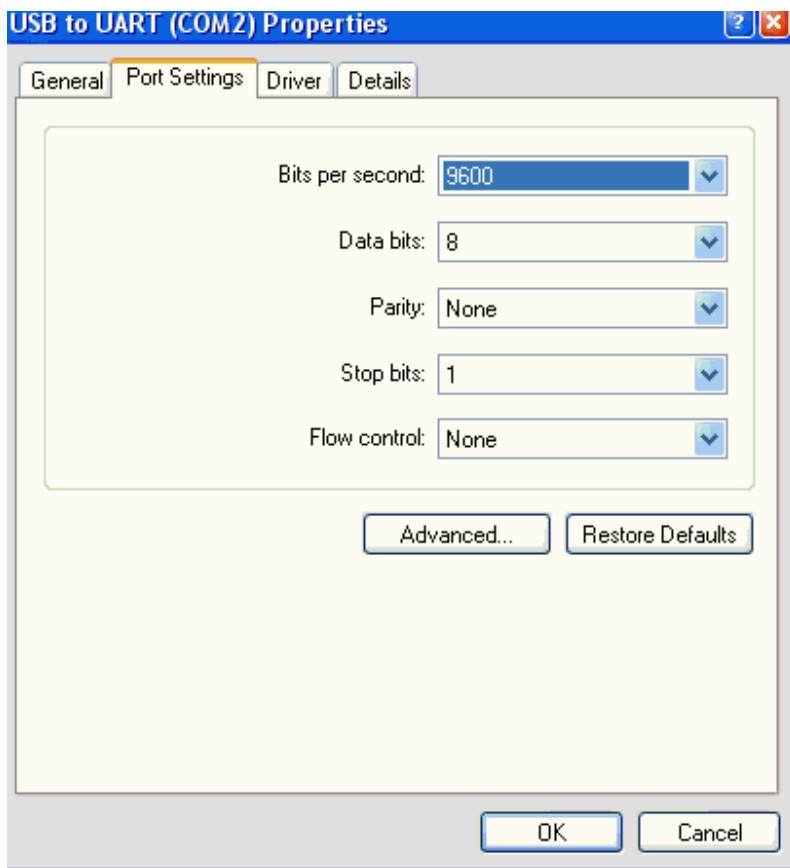 USB to UART (COM2) Properties
General Port Settings Driver Details
Bits per second: 9600
Data bits: 8
Parity: None
Stop bits: 1
Flow control: None
Advanced... Restore Defaults
OK Cancel